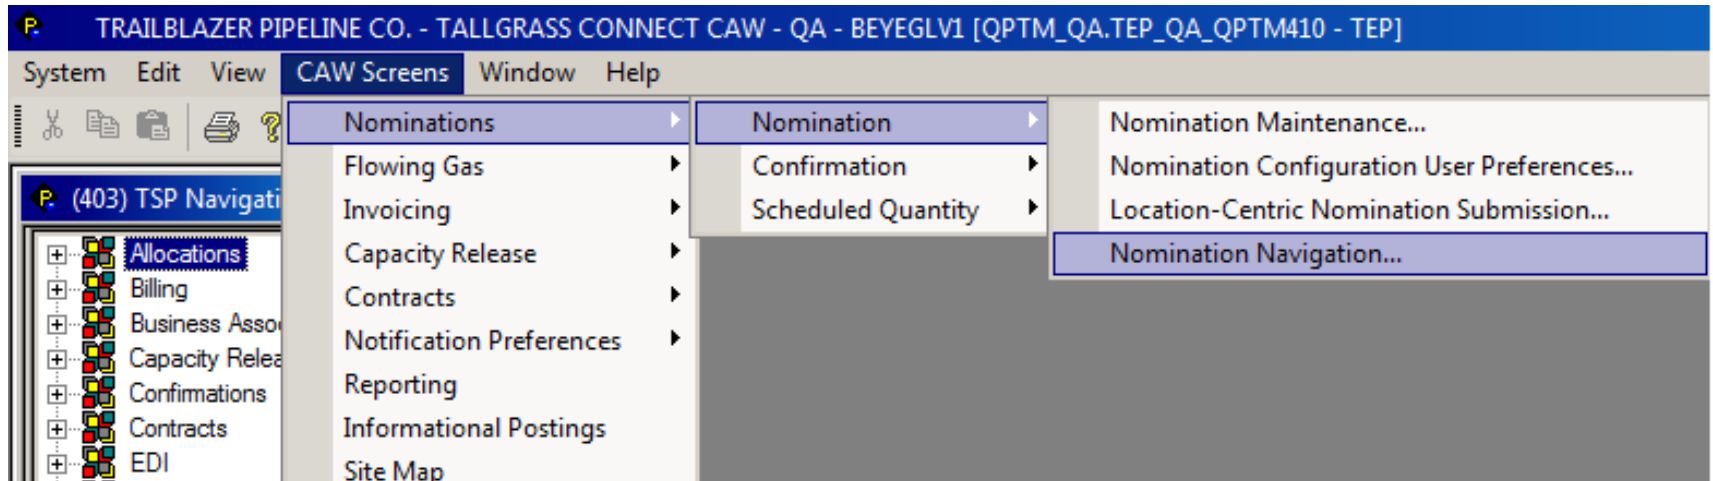 TRAILBLAZER PIPELINE CO. - TALLGRASS CONNECT CAW - QA - BEYEGLV1 [QPTM_QA.TEP_QA_QPTM410 - TEP]
System Edit View CAW Screens Window Help
Nominations Nomination Nomination Maintenance...
Flowing Gas Confirmation Nomination Configuration User Preferences...
(403) TSP Navigati Invoicing Scheduled Quantity Location-Centric Nomination Submission...
Allocations Capacity Release Nomination Navigation...
Billing Contracts
Business Asso Notification Preferences
Capacity Relea Reporting
Confirmations
Contracts Informational Postings
EDI Site Map